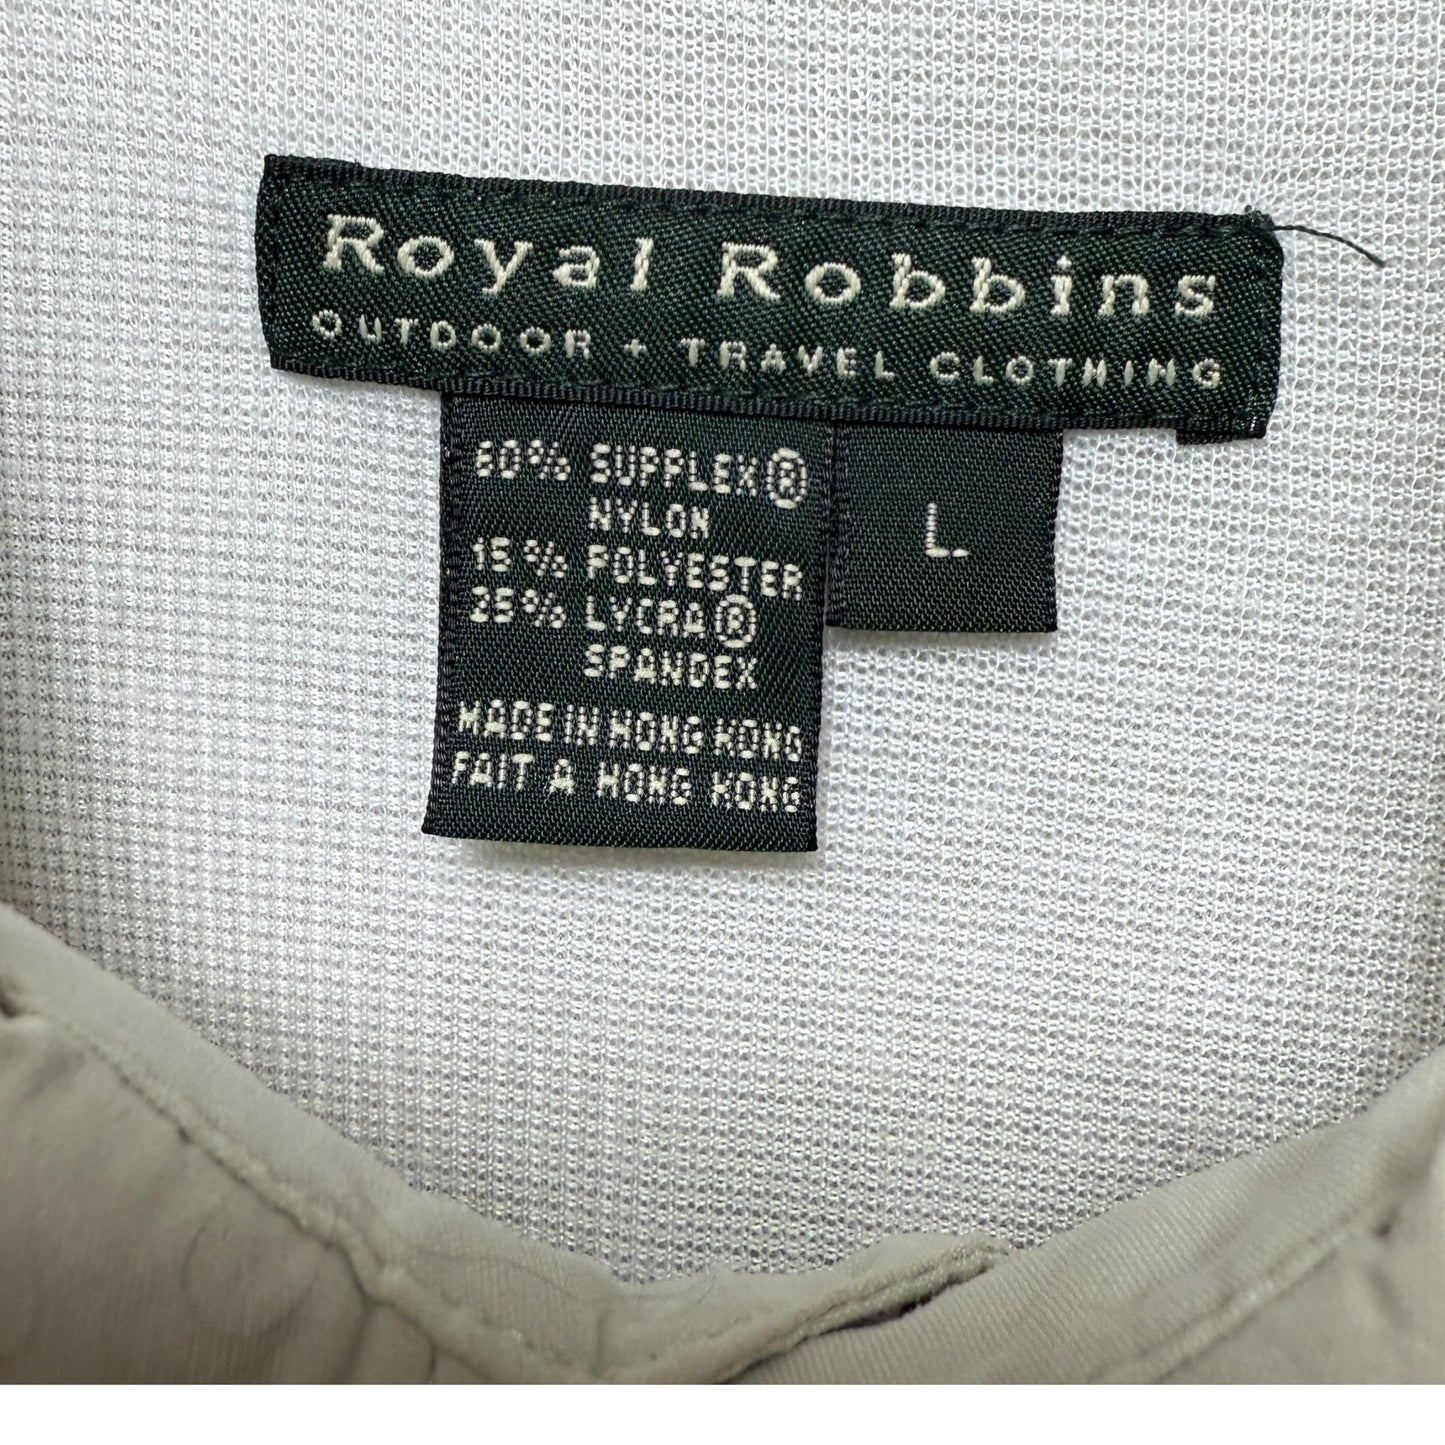 Royal Robbins
OUTDOOR + TRAVEL CLOTHING
60% SUPPLEX®
NYLON
15% POLYESTER
25% LYCRA®
SPANDEX
MADE IN HONG KONG
FAIT A HONG KONG
L